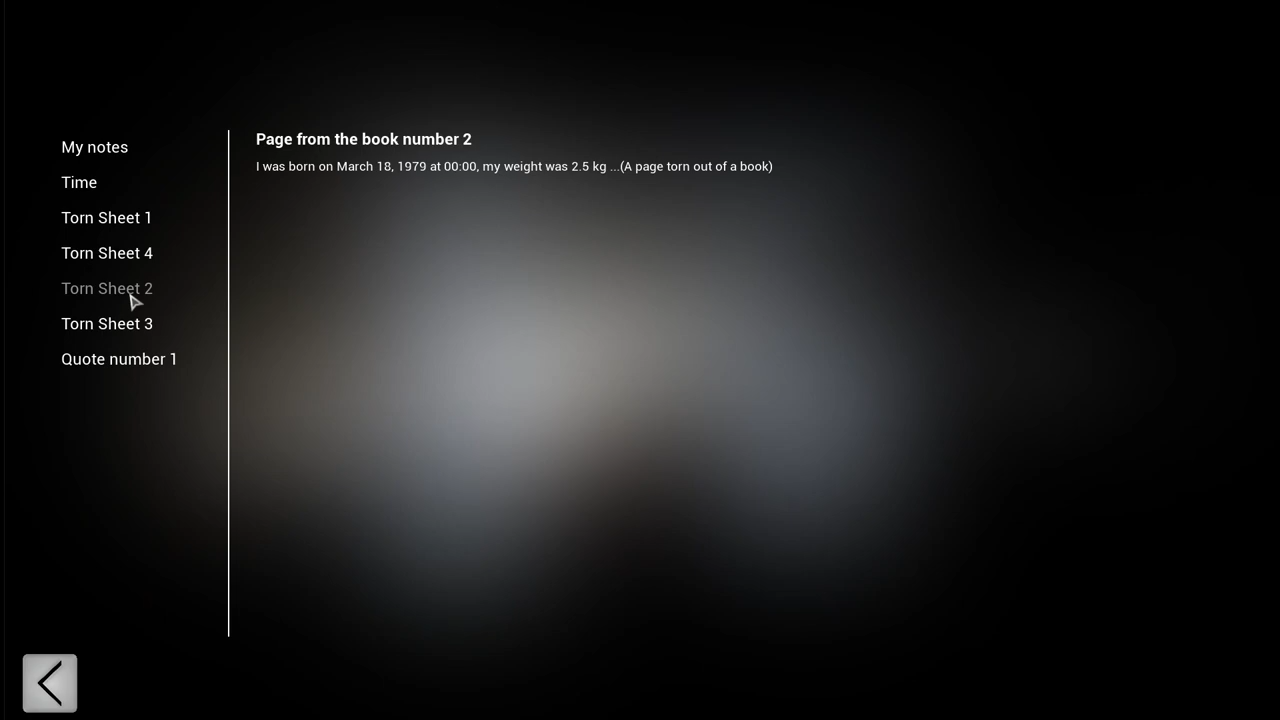 My notes
Time
Torn Sheet 1
Torn Sheet 4
Torn Sheet 2
Torn Sheet 3
Quote number 1
Page from the book number 2
I was born on March 18, 1979 at 00:00, my weight was 2.5 kg ...(A page torn out of a book)